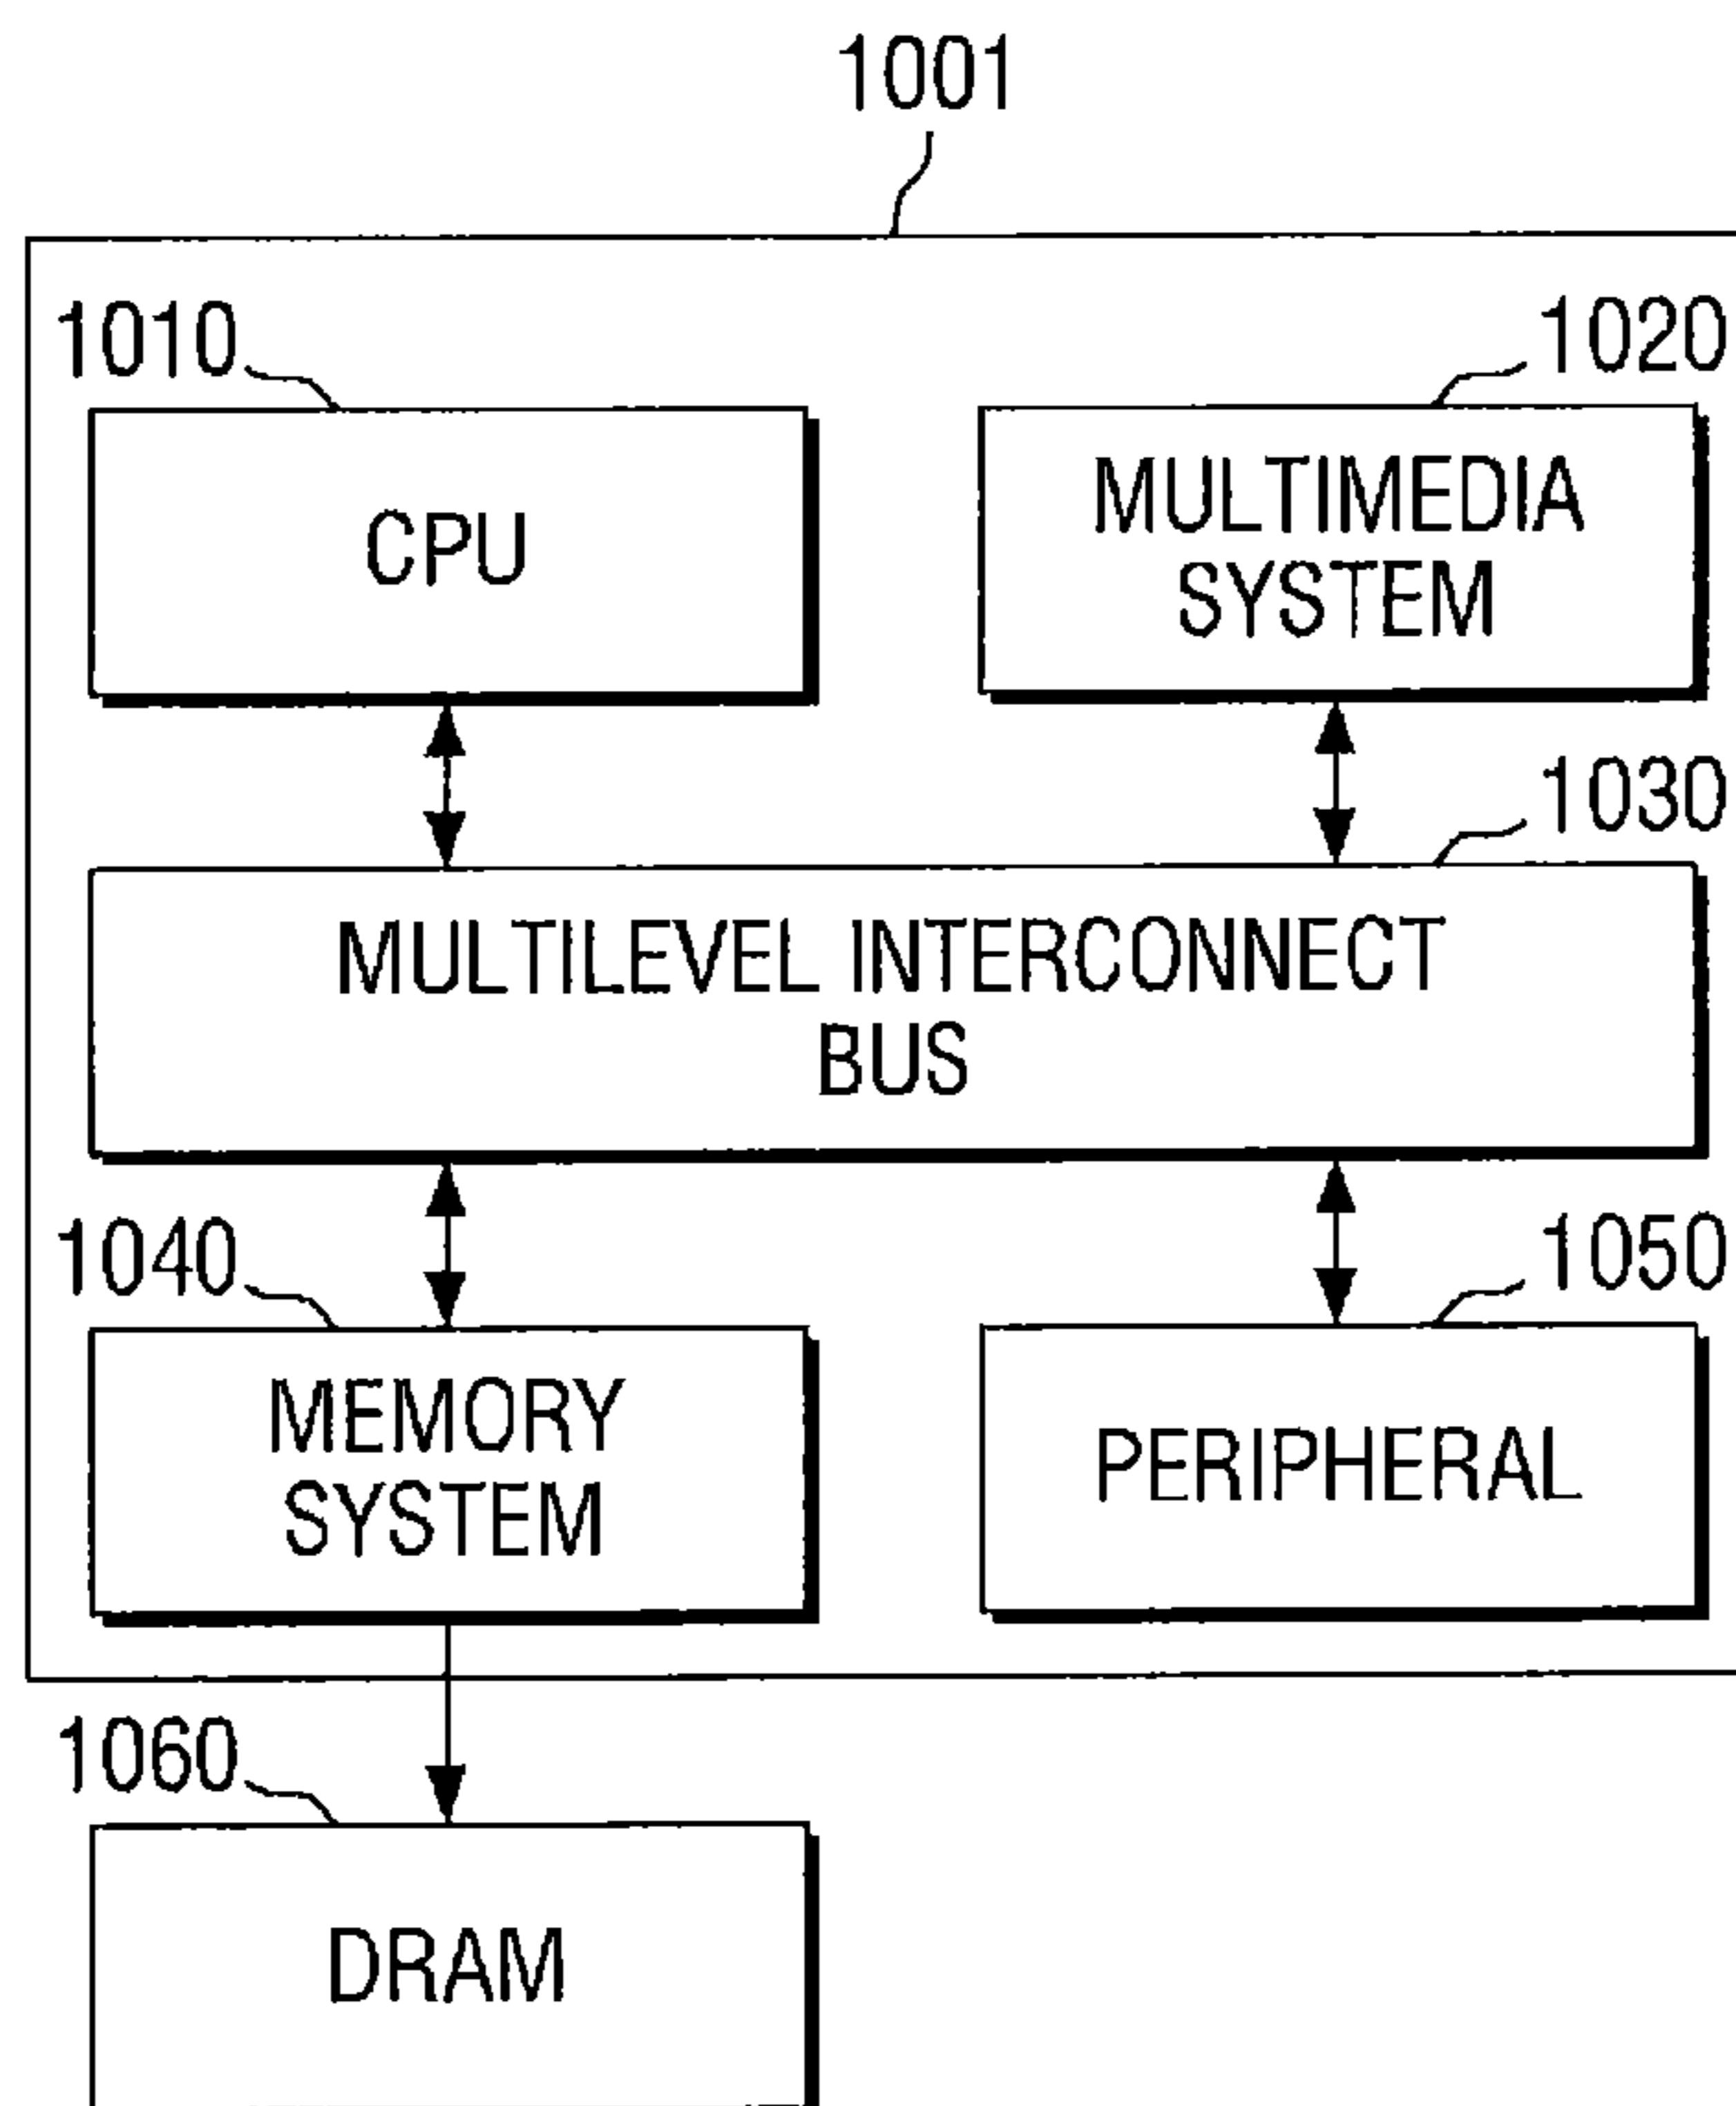 1001
1010
1020
CPU
MULTIMEDIA
SYSTEM
1030
MULTILEVEL INTERCONNECT
BUS
1040
1050
MEMORY
SYSTEM
PERIPHERAL
1060
DRAM